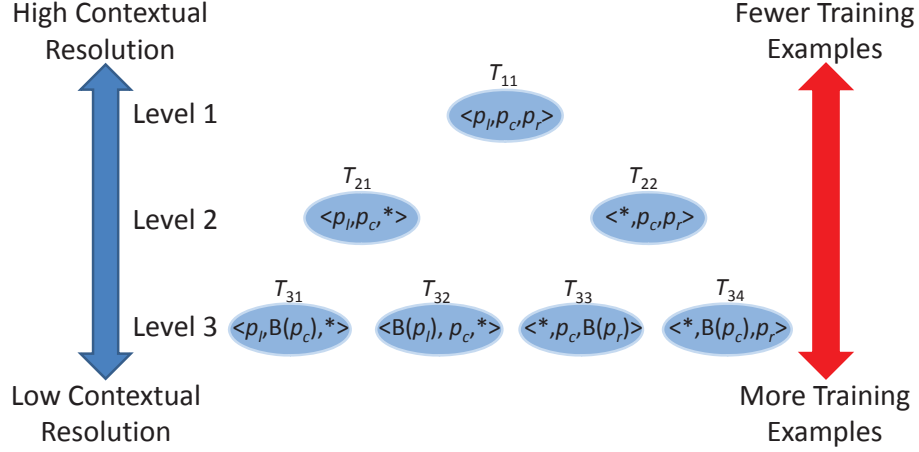 High Contextual
Resolution
Fewer Training
Examples
T11
Level 1
<pl,pc,pr>
T21
T22
Level 2
<pl,pc,*>
<*,pc,pr>
T31
T32
T33
T34
Level 3
<pl,B(pc),*>
<B(pl), pc,*>
<*,pc,B(pr)>
<*,B(pc),pr>
Low Contextual
Resolution
More Training
Examples